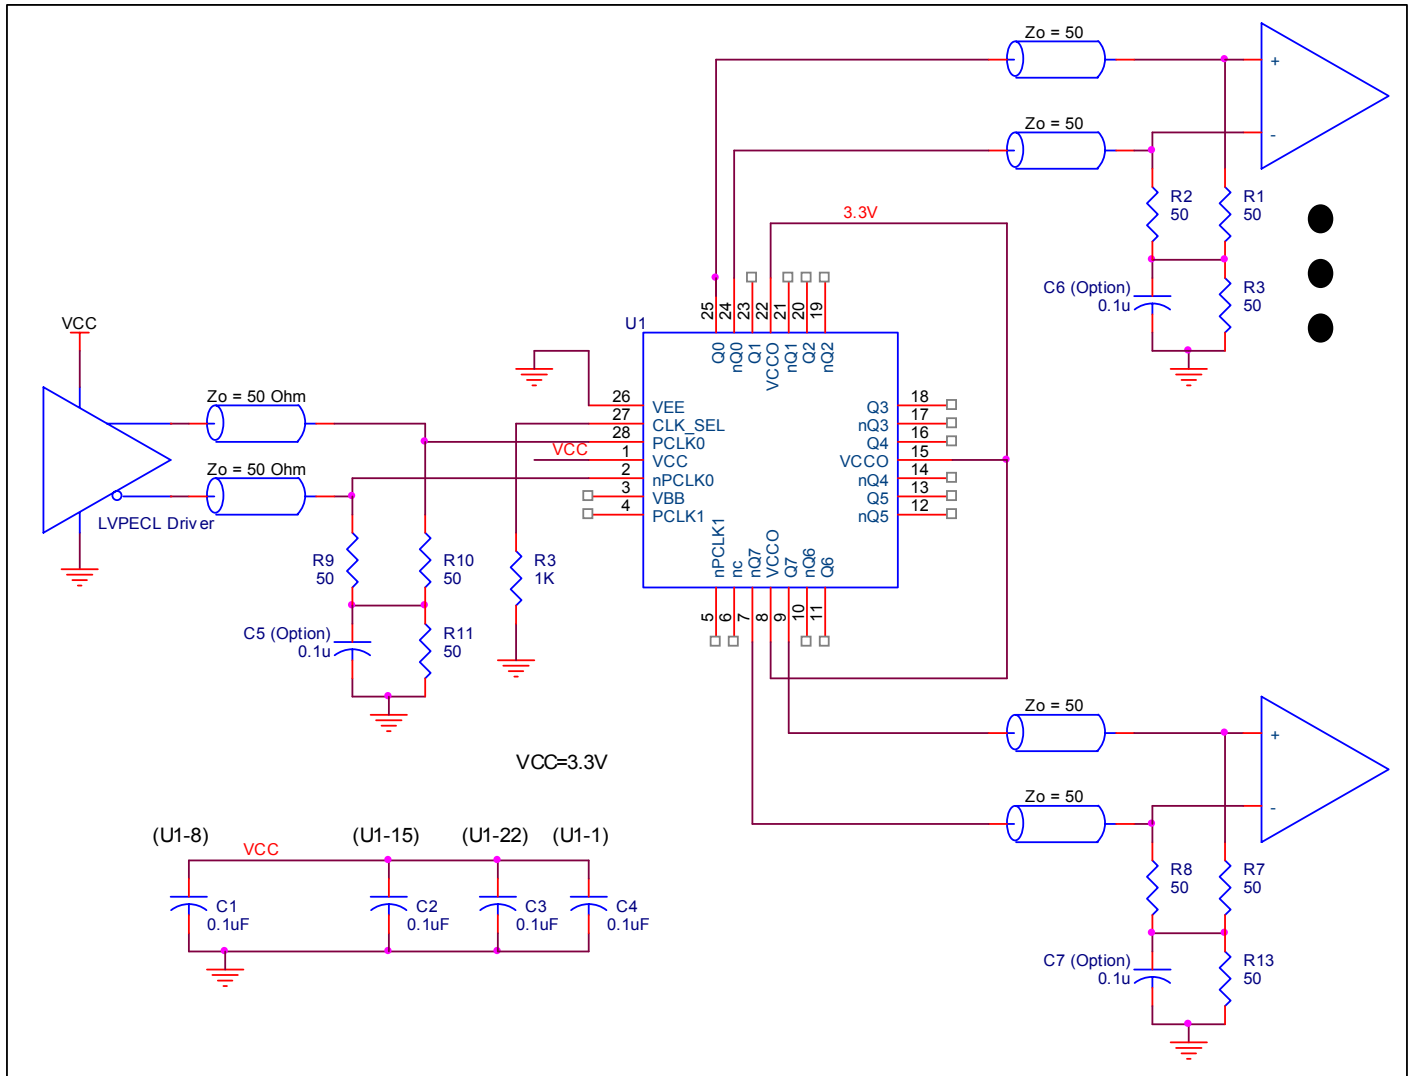 Zo = 50
+
Zo = 50
-
R2
50
R1
50
3.3V
C6 (Option)
0.1u
R3
50
VCC
U1
25
24
23
22
21
20
19
Q0
nQ0
Q1
VCCO
nQ1
Q2
nQ2
Zo = 50 Ohm
Zo = 50 Ohm
LVPECL Driver
VCC
26 VEE
27 CLK_SEL
28 PCLK0
1 VCC
2 nPCLK0
3 VBB
4 PCLK1
Q3 18
nQ3 17
Q4 16
VCCO 15
nQ4 14
Q5 13
nQ5 12
nPCLK1
nc
nQ7
VCCO
Q7
nQ6
Q6
5
6
7
8
9
10
11
R9
50
R10
50
R3
1K
C5 (Option)
0.1u
R11
50
VCC=3.3V
Zo = 50
+
Zo = 50
-
(U1-8)
(U1-15)
(U1-22)
(U1-1)
VCC
C1
0.1uF
C2
0.1uF
C3
0.1uF
C4
0.1uF
R8
50
R7
50
C7 (Option)
0.1u
R13
50